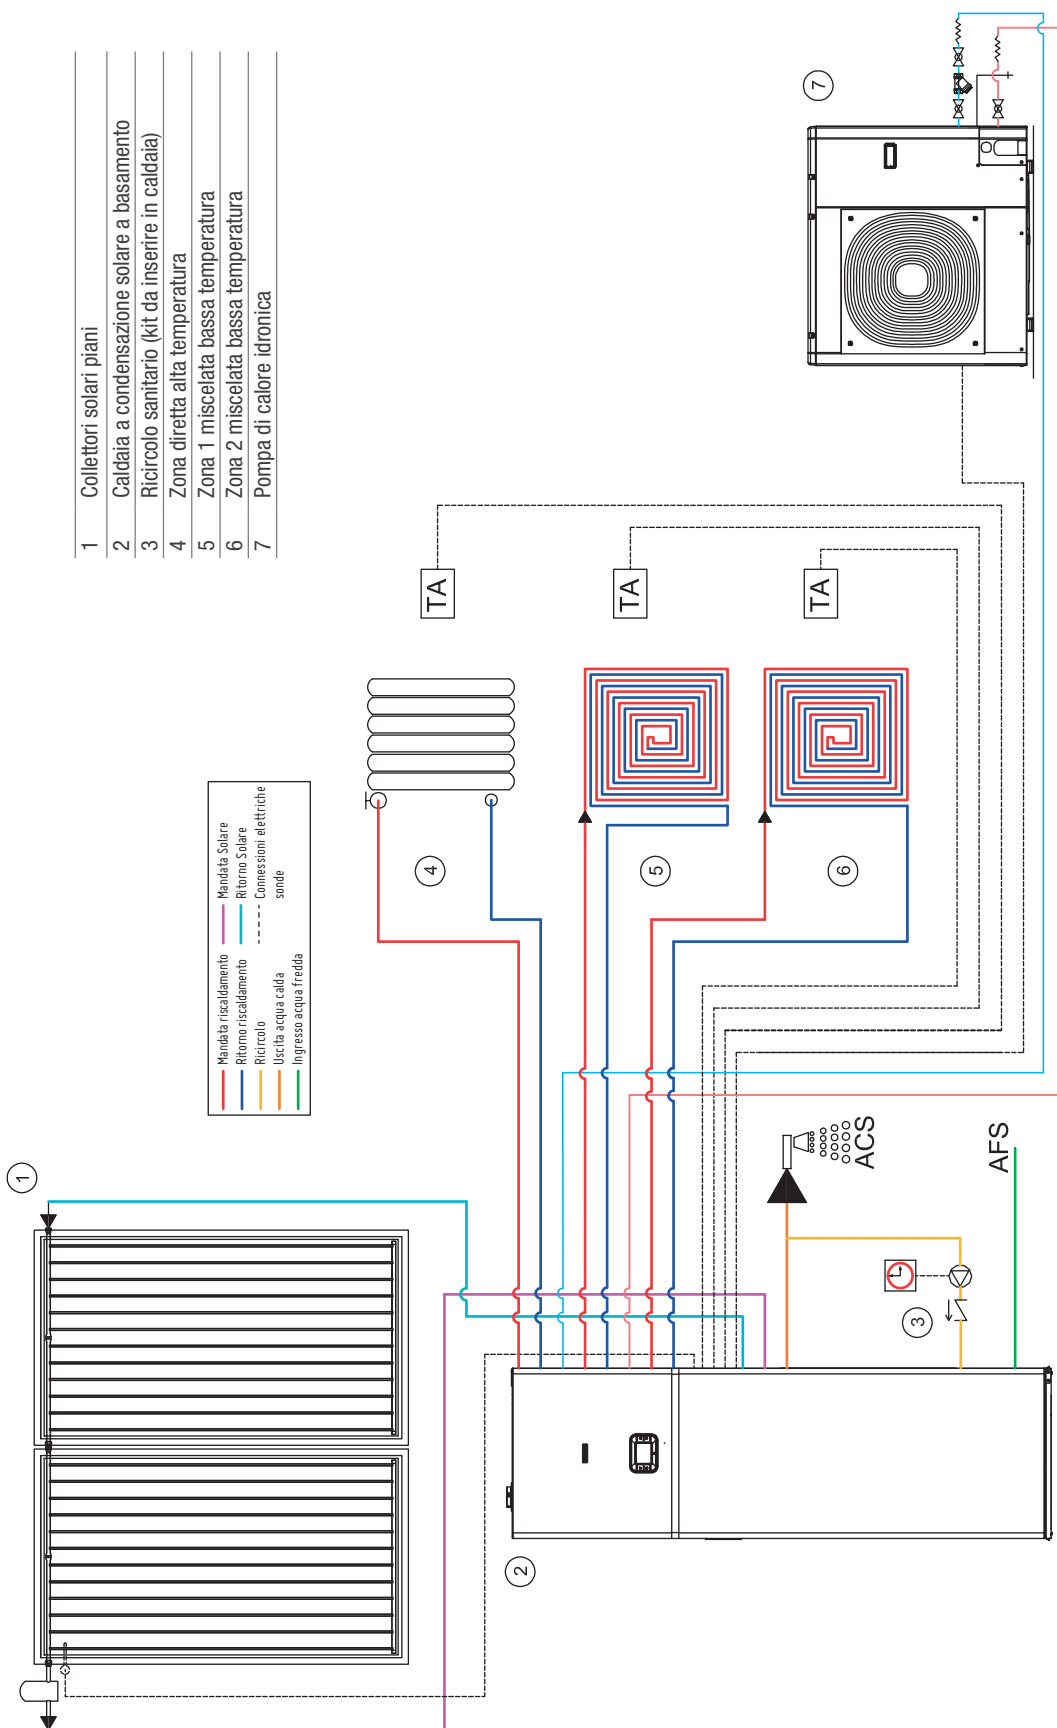 1 Collettori solari piani
2 Caldaia a condensazione solare a basamento
3 Ricircolo sanitario (kit da inserire in caldaia)
4 Zona diretta alta temperatura
5 Zona 1 miscelata bassa temperatura
6 Zona 2 miscelata bassa temperatura
7 Pompa di calore idronica
Mandata riscaldamento
Ritorno riscaldamento
Ricircolo
Uscita acqua calda
Ingresso acqua fredda
Mandata Solare
Ritorno Solare
Connessioni elettriche
sonde
1
2
3
4
5
6
7
TA
TA
TA
ACS
AFS